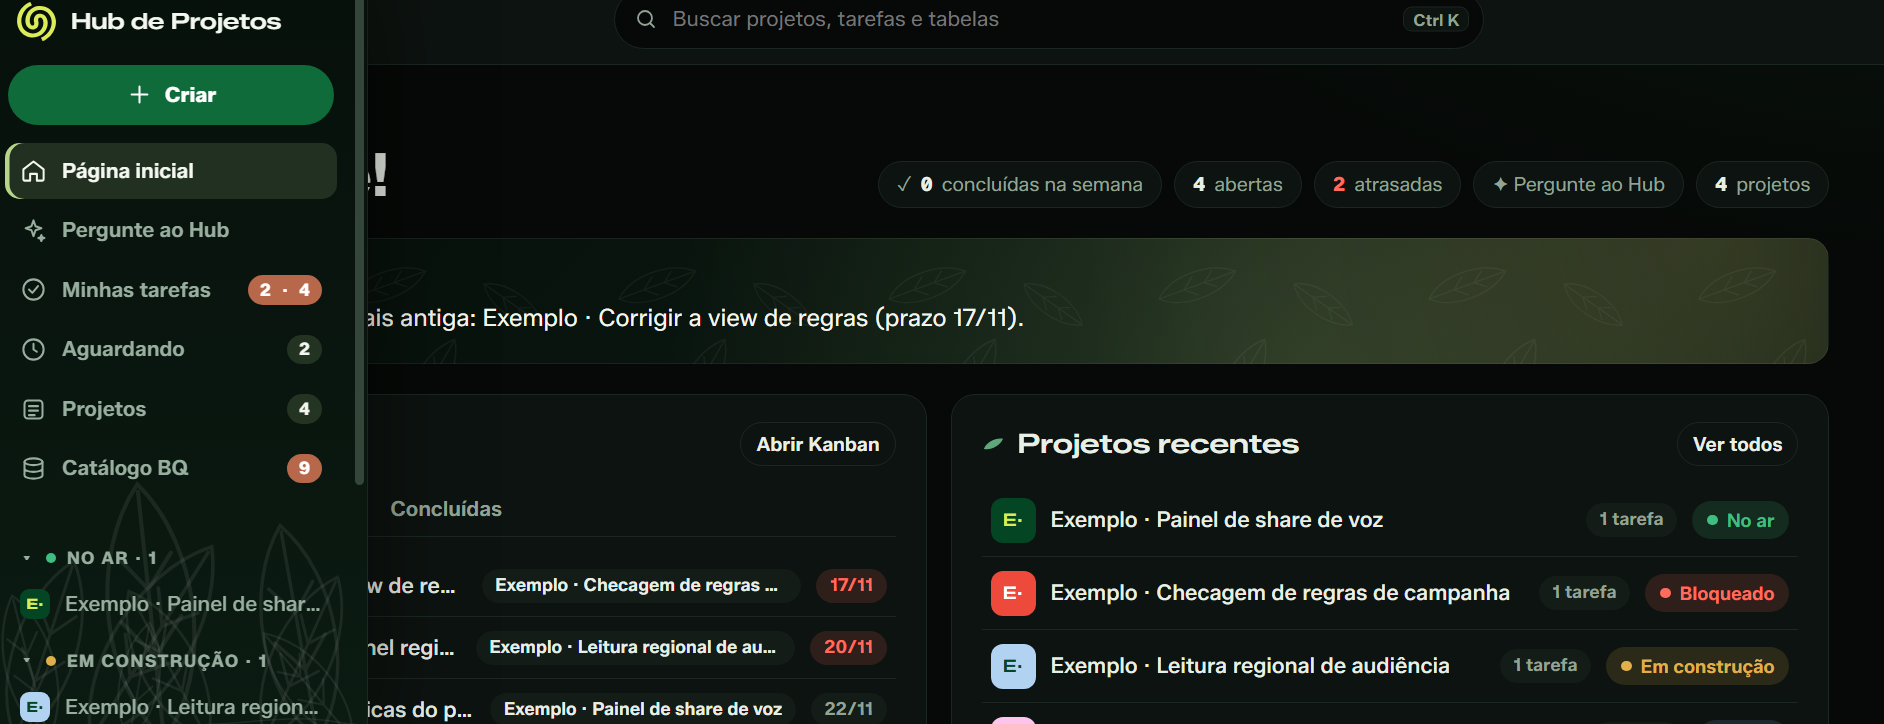 Hub de Projetos
Buscar projetos, tarefas e tabelas
Ctrl K
+ Criar
Página inicial
Pergunte ao Hub
Minhas tarefas
2 · 4
Aguardando
2
Projetos
4
Catálogo BQ
9
NO AR · 1
E·
Exemplo · Painel de shar...
EM CONSTRUÇÃO · 1
E·
Exemplo · Leitura region...
!
✓ 0 concluídas na semana
4 abertas
2 atrasadas
✦ Pergunte ao Hub
4 projetos
ais antiga: Exemplo · Corrigir a view de regras (prazo 17/11).
Abrir Kanban
Concluídas
w de re...
Exemplo · Checagem de regras ...
17/11
nel regi...
Exemplo · Leitura regional de au...
20/11
icas do p...
Exemplo · Painel de share de voz
22/11
Projetos recentes
Ver todos
E·
Exemplo · Painel de share de voz
1 tarefa
No ar
E·
Exemplo · Checagem de regras de campanha
1 tarefa
Bloqueado
E·
Exemplo · Leitura regional de audiência
1 tarefa
Em construção